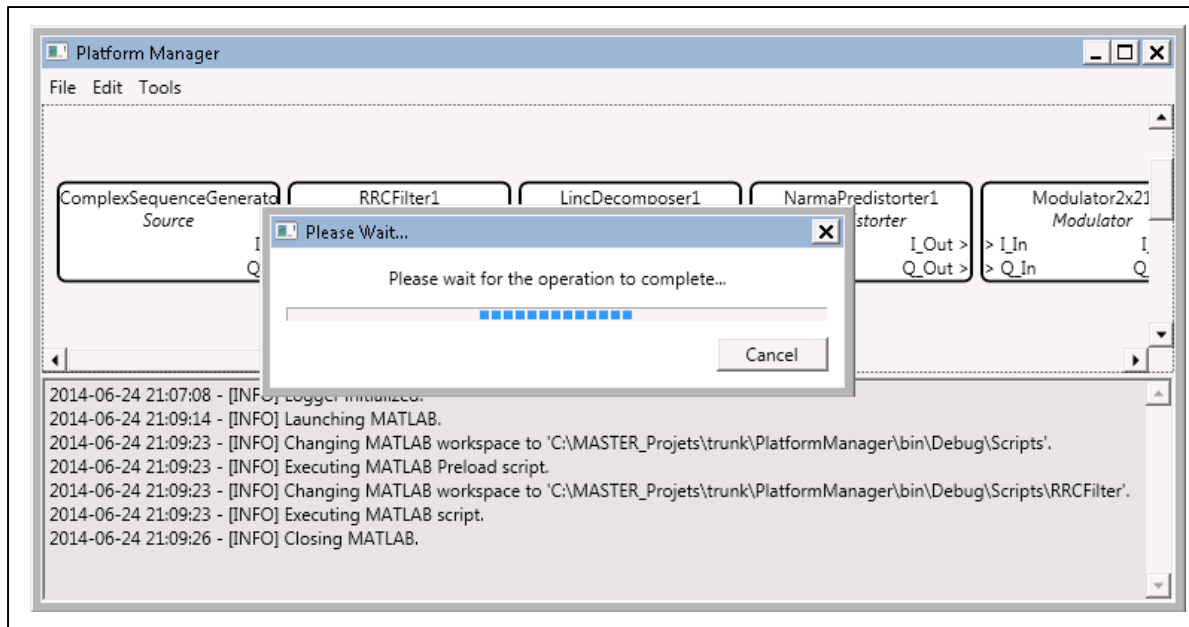 Platform Manager
File Edit Tools
ComplexSequenceGenerato RRCFilter1 LincDecomposer1 NarmaPredistorter1 Modulator2x21
Source storter Modulator
I I_Out > > I_In I_
Q Q_Out > > Q_In Q_
Please Wait...
Please wait for the operation to complete...
Cancel
2014-06-24 21:07:08 - [INFO] Logger initialized.
2014-06-24 21:09:14 - [INFO] Launching MATLAB.
2014-06-24 21:09:23 - [INFO] Changing MATLAB workspace to 'C:\MASTER_Projets\trunk\PlatformManager\bin\Debug\Scripts'.
2014-06-24 21:09:23 - [INFO] Executing MATLAB Preload script.
2014-06-24 21:09:23 - [INFO] Changing MATLAB workspace to 'C:\MASTER_Projets\trunk\PlatformManager\bin\Debug\Scripts\RRCFilter'.
2014-06-24 21:09:23 - [INFO] Executing MATLAB script.
2014-06-24 21:09:26 - [INFO] Closing MATLAB.